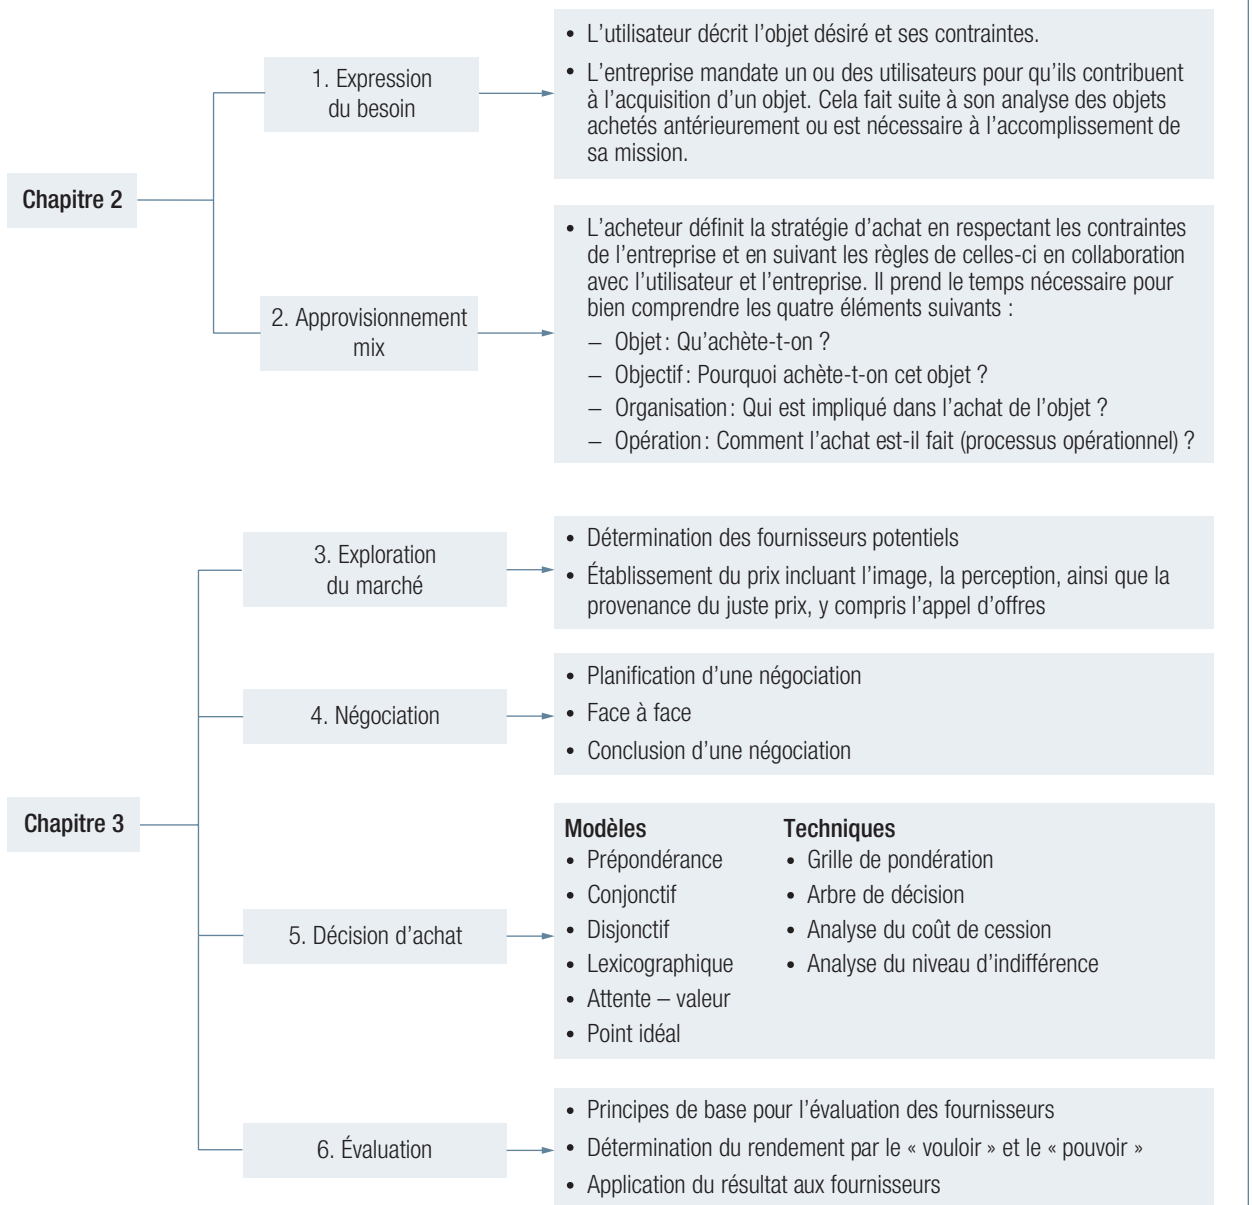 Chapitre 2
1. Expression
du besoin
• L'utilisateur décrit l'objet désiré et ses contraintes.
• L'entreprise mandate un ou des utilisateurs pour qu'ils contribuent
à l'acquisition d'un objet. Cela fait suite à son analyse des objets
achetés antérieurement ou est nécessaire à l'accomplissement de
sa mission.
2. Approvisionnement
mix
• L'acheteur définit la stratégie d'achat en respectant les contraintes
de l'entreprise et en suivant les règles de celles-ci en collaboration
avec l'utilisateur et l'entreprise. Il prend le temps nécessaire pour
bien comprendre les quatre éléments suivants :
– Objet : Qu'achète-t-on ?
– Objectif : Pourquoi achète-t-on cet objet ?
– Organisation : Qui est impliqué dans l'achat de l'objet ?
– Opération : Comment l'achat est-il fait (processus opérationnel) ?
Chapitre 3
3. Exploration
du marché
• Détermination des fournisseurs potentiels
• Établissement du prix incluant l'image, la perception, ainsi que la
provenance du juste prix, y compris l'appel d'offres
4. Négociation
• Planification d'une négociation
• Face à face
• Conclusion d'une négociation
5. Décision d'achat
Modèles
• Prépondérance
• Conjonctif
• Disjonctif
• Lexicographique
• Attente – valeur
• Point idéal
Techniques
• Grille de pondération
• Arbre de décision
• Analyse du coût de cession
• Analyse du niveau d'indifférence
6. Évaluation
• Principes de base pour l'évaluation des fournisseurs
• Détermination du rendement par le « vouloir » et le « pouvoir »
• Application du résultat aux fournisseurs